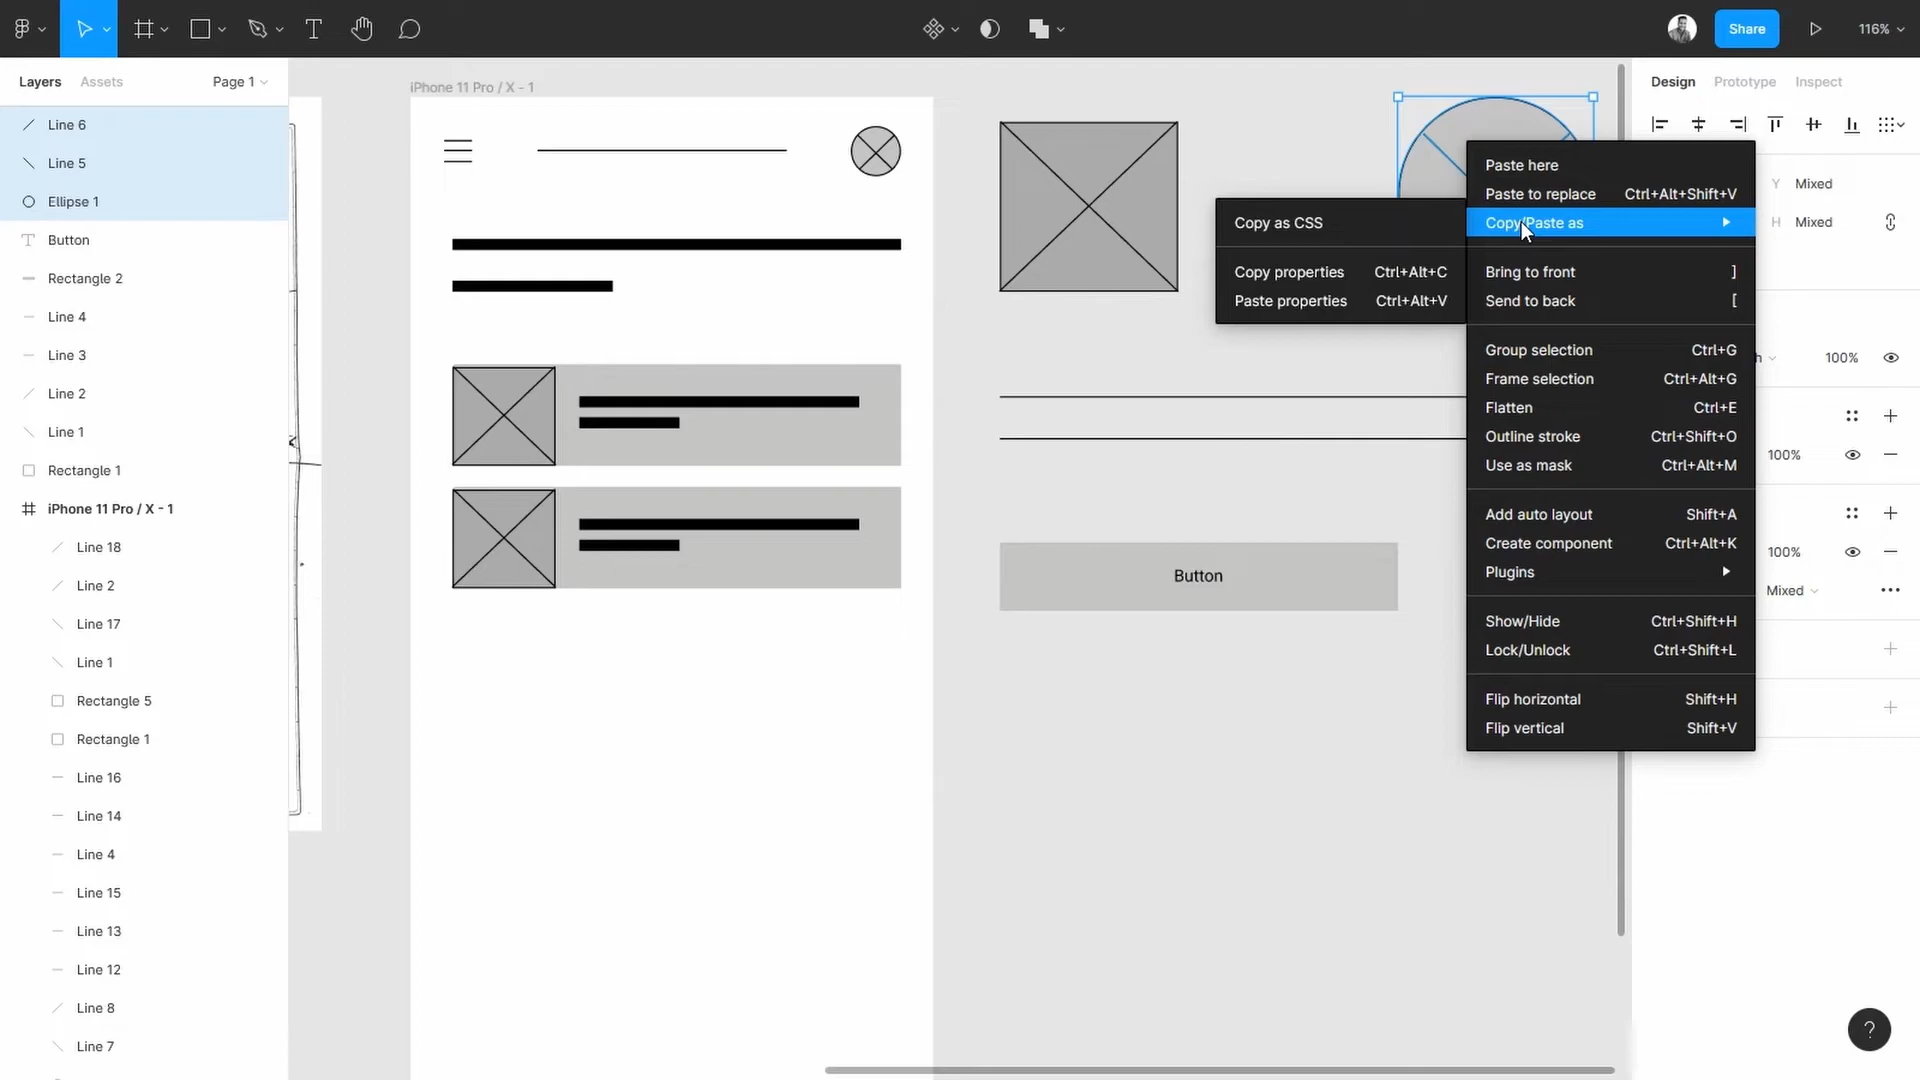 Share
116%
Layers
Assets
Page 1
Line 6
Line 5
Ellipse 1
Button
Rectangle 2
Line 4
Line 3
Line 2
Line 1
Rectangle 1
iPhone 11 Pro / X - 1
Line 18
Line 2
Line 17
Line 1
Rectangle 5
Rectangle 1
Line 16
Line 14
Line 4
Line 15
Line 13
Line 12
Line 8
Line 7
iPhone 11 Pro / X - 1
Button
Copy as CSS
Copy properties Ctrl+Alt+C
Paste properties Ctrl+Alt+V
Paste here
Paste to replace Ctrl+Alt+Shift+V
Copy/Paste as
Bring to front ]
Send to back [
Group selection Ctrl+G
Frame selection Ctrl+Alt+G
Flatten Ctrl+E
Outline stroke Ctrl+Shift+O
Use as mask Ctrl+Alt+M
Add auto layout Shift+A
Create component Ctrl+Alt+K
Plugins
Show/Hide Ctrl+Shift+H
Lock/Unlock Ctrl+Shift+L
Flip horizontal Shift+H
Flip vertical Shift+V
Design
Prototype
Inspect
Y Mixed
H Mixed
100%
100%
100%
Mixed
?